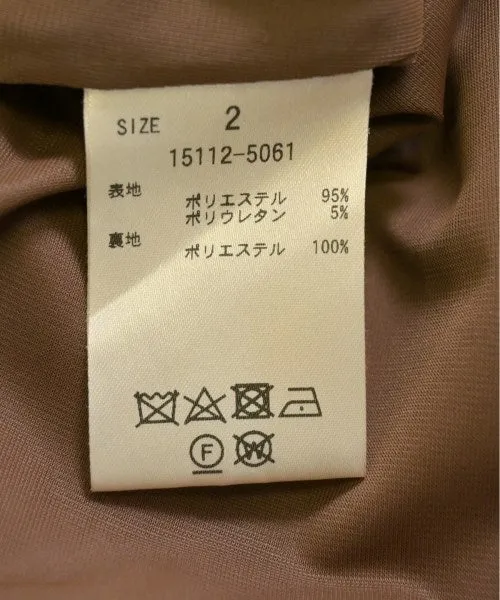 SIZE 2
15112-5061
表地 ポリエステル 95%
ポリウレタン 5%
裏地 ポリエステル 100%
F W